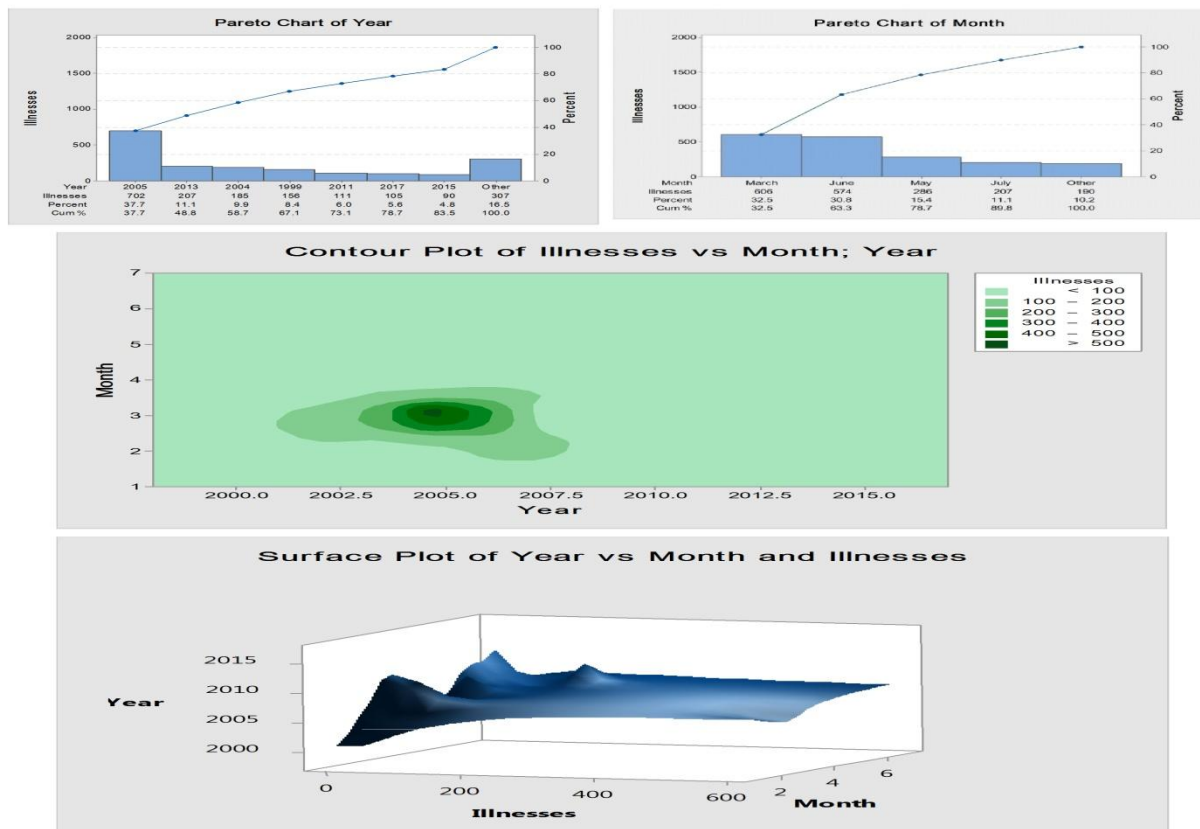 Pareto Chart of Year
2000
1500
1000
500
0
Illnesses
100
80
60
40
20
0
Percent
Year 2005 2013 2004 1999 2011 2017 2015 Other
Illnesses 702 207 185 156 111 105 90 307
Percent 37.7 11.1 9.9 8.4 6.0 5.6 4.8 16.5
Cum % 37.7 48.8 58.7 67.1 73.1 78.7 83.5 100.0
Pareto Chart of Month
2000
1500
1000
500
0
Illnesses
100
80
60
40
20
0
Percent
Month March June May July Other
Illnesses 606 574 286 207 190
Percent 32.5 30.8 15.4 11.1 10.2
Cum % 32.5 63.3 78.7 89.8 100.0
Contour Plot of Illnesses vs Month; Year
7
6
5
4
3
2
1
Month
2000.0 2002.5 2005.0 2007.5 2010.0 2012.5 2015.0
Year
Illnesses
< 100
100 – 200
200 – 300
300 – 400
400 – 500
> 500
Surface Plot of Year vs Month and Illnesses
2015
2010
2005
2000
Year
0 200 400 600
Illnesses
2 4 6
Month